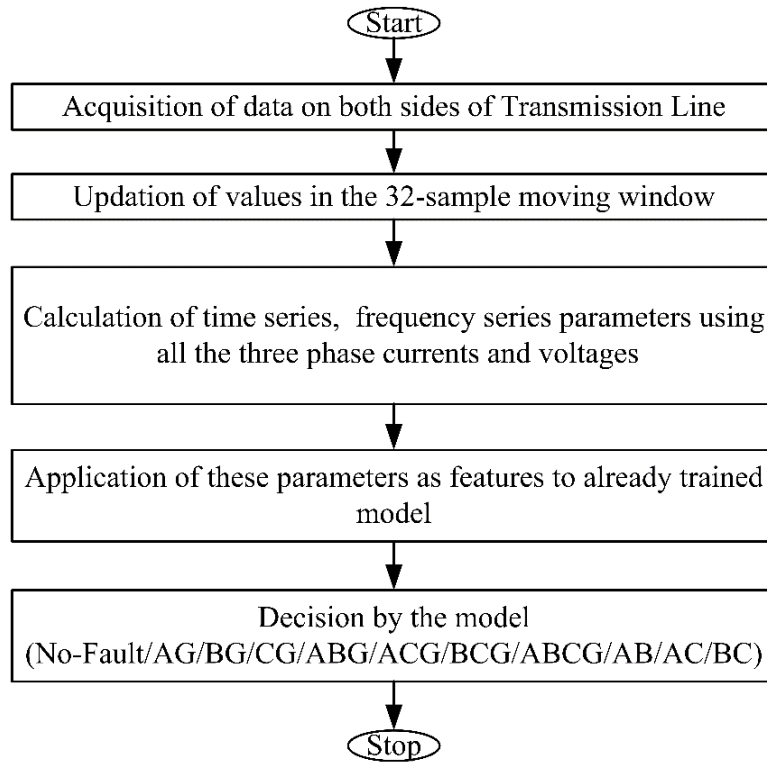 Start
Acquisition of data on both sides of Transmission Line
Updation of values in the 32-sample moving window
Calculation of time series, frequency series parameters using
all the three phase currents and voltages
Application of these parameters as features to already trained
model
Decision by the model
(No-Fault/AG/BG/CG/ABG/ACG/BCG/ABCG/AB/AC/BC)
Stop